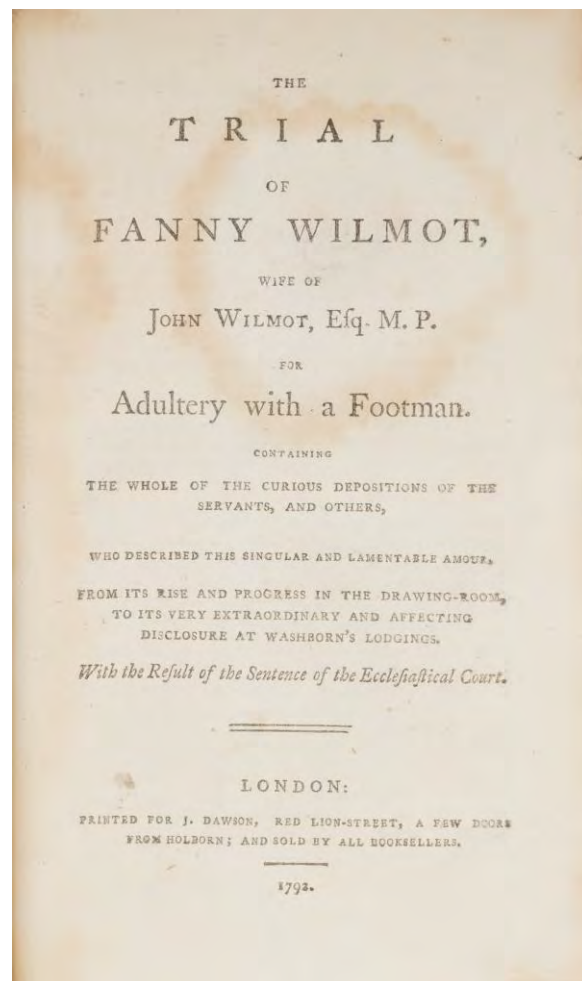 THE
TRIAL
OF
FANNY WILMOT,
WIFE OF
JOHN WILMOT, Eſq. M. P.
FOR
Adultery with a Footman.
CONTAINING
THE WHOLE OF THE CURIOUS DEPOSITIONS OF THE
SERVANTS, AND OTHERS,
WHO DESCRIBED THIS SINGULAR AND LAMENTABLE AMOUR,
FROM ITS RISE AND PROGRESS IN THE DRAWING-ROOM,
TO ITS VERY EXTRAORDINARY AND AFFECTING
DISCLOSURE AT WASHBORN'S LODGINGS.
With the Reſult of the Sentence of the Eccleſiaſtical Court.
LONDON:
PRINTED FOR J. DAWSON, RED LION-STREET, A FEW DOORS
FROM HOLBORN; AND SOLD BY ALL BOOKSELLERS.
1792.